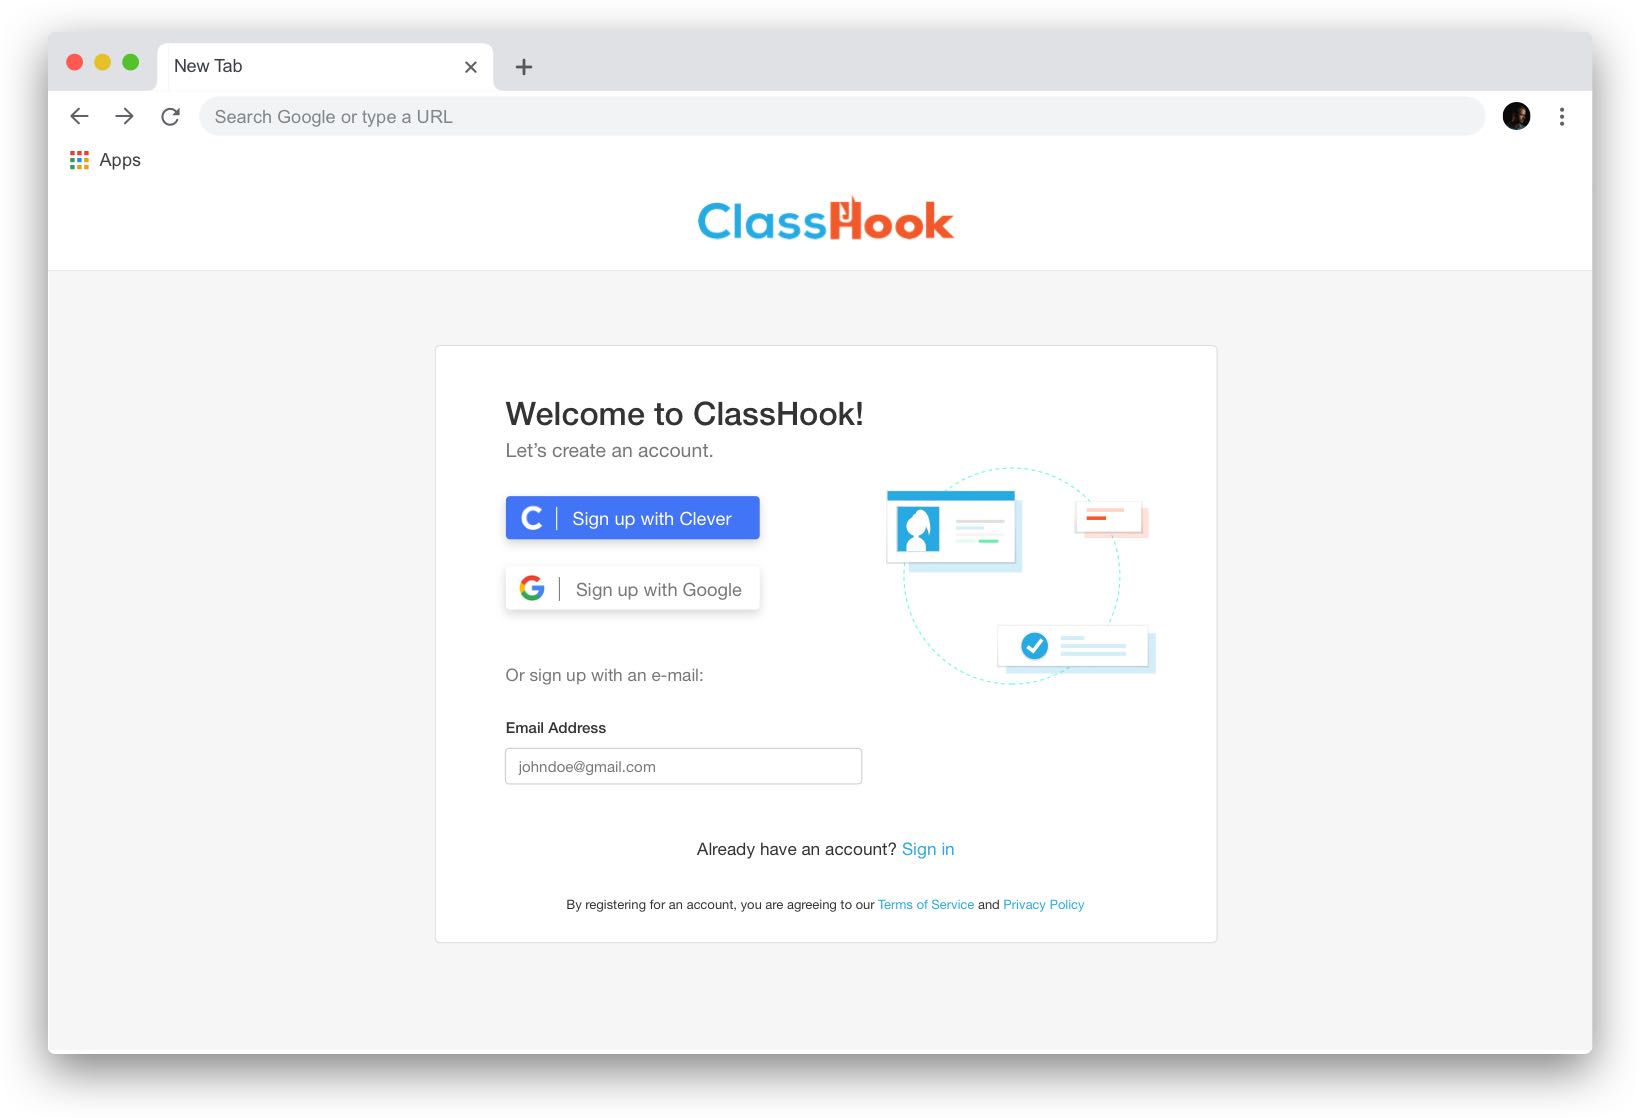 New Tab
Search Google or type a URL
Apps
ClassHook
Welcome to ClassHook!
Let’s create an account.
Sign up with Clever
Sign up with Google
Or sign up with an e-mail:
Email Address
johndoe@gmail.com
Already have an account? Sign in
By registering for an account, you are agreeing to our Terms of Service and Privacy Policy